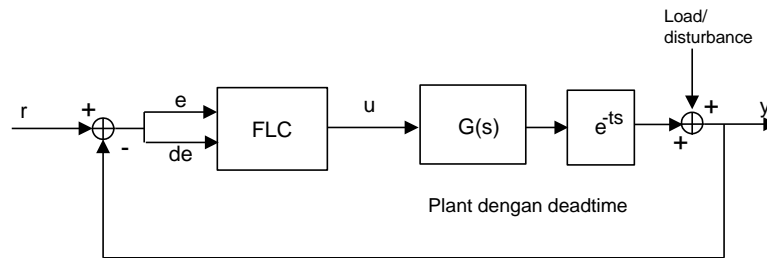 Load/
disturbance
r
+
-
e
de
FLC
u
G(s)
e-ts
+
+
y
Plant dengan deadtime